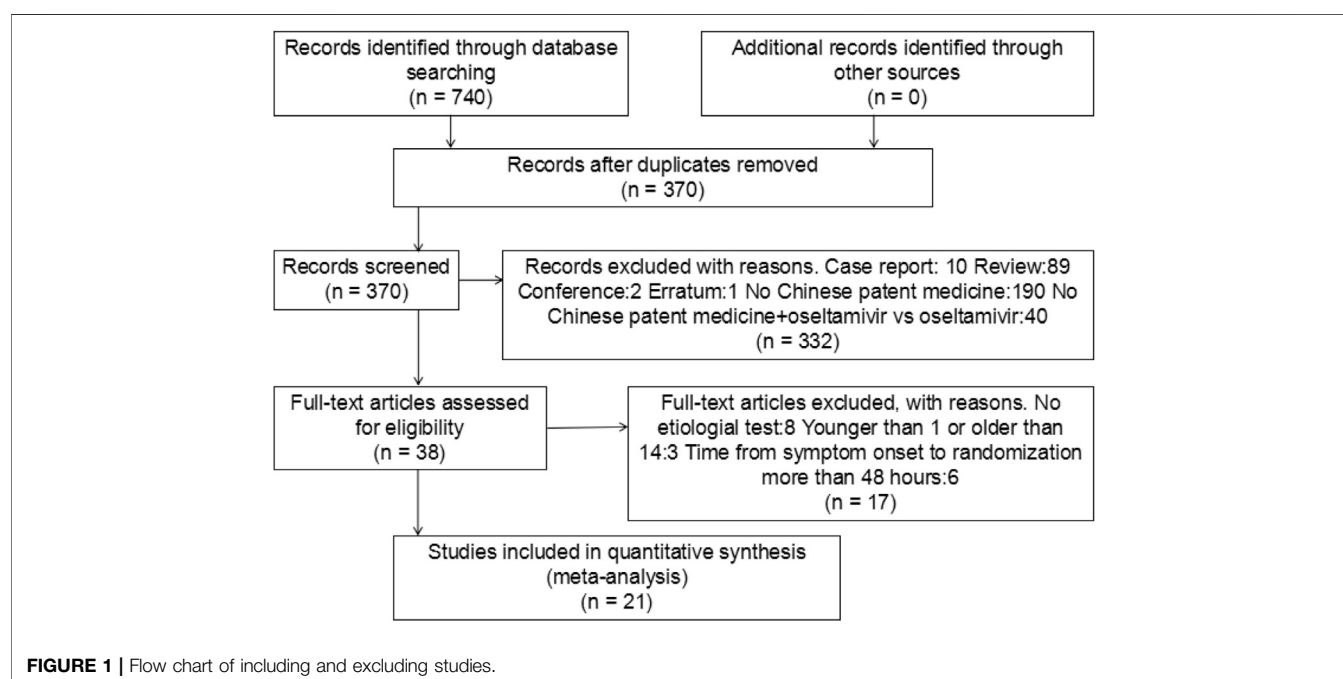 Records identified through database
searching
(n = 740)
Additional records identified through
other sources
(n = 0)
Records after duplicates removed
(n = 370)
Records screened
(n = 370)
Records excluded with reasons. Case report: 10 Review:89
Conference:2 Erratum:1 No Chinese patent medicine:190 No
Chinese patent medicine+oseltamivir vs oseltamivir:40
(n = 332)
Full-text articles assessed
for eligibility
(n = 38)
Full-text articles excluded, with reasons. No
etiologial test:8 Younger than 1 or older than
14:3 Time from symptom onset to randomization
more than 48 hours:6
(n = 17)
Studies included in quantitative synthesis
(meta-analysis)
(n = 21)
FIGURE 1 | Flow chart of including and excluding studies.